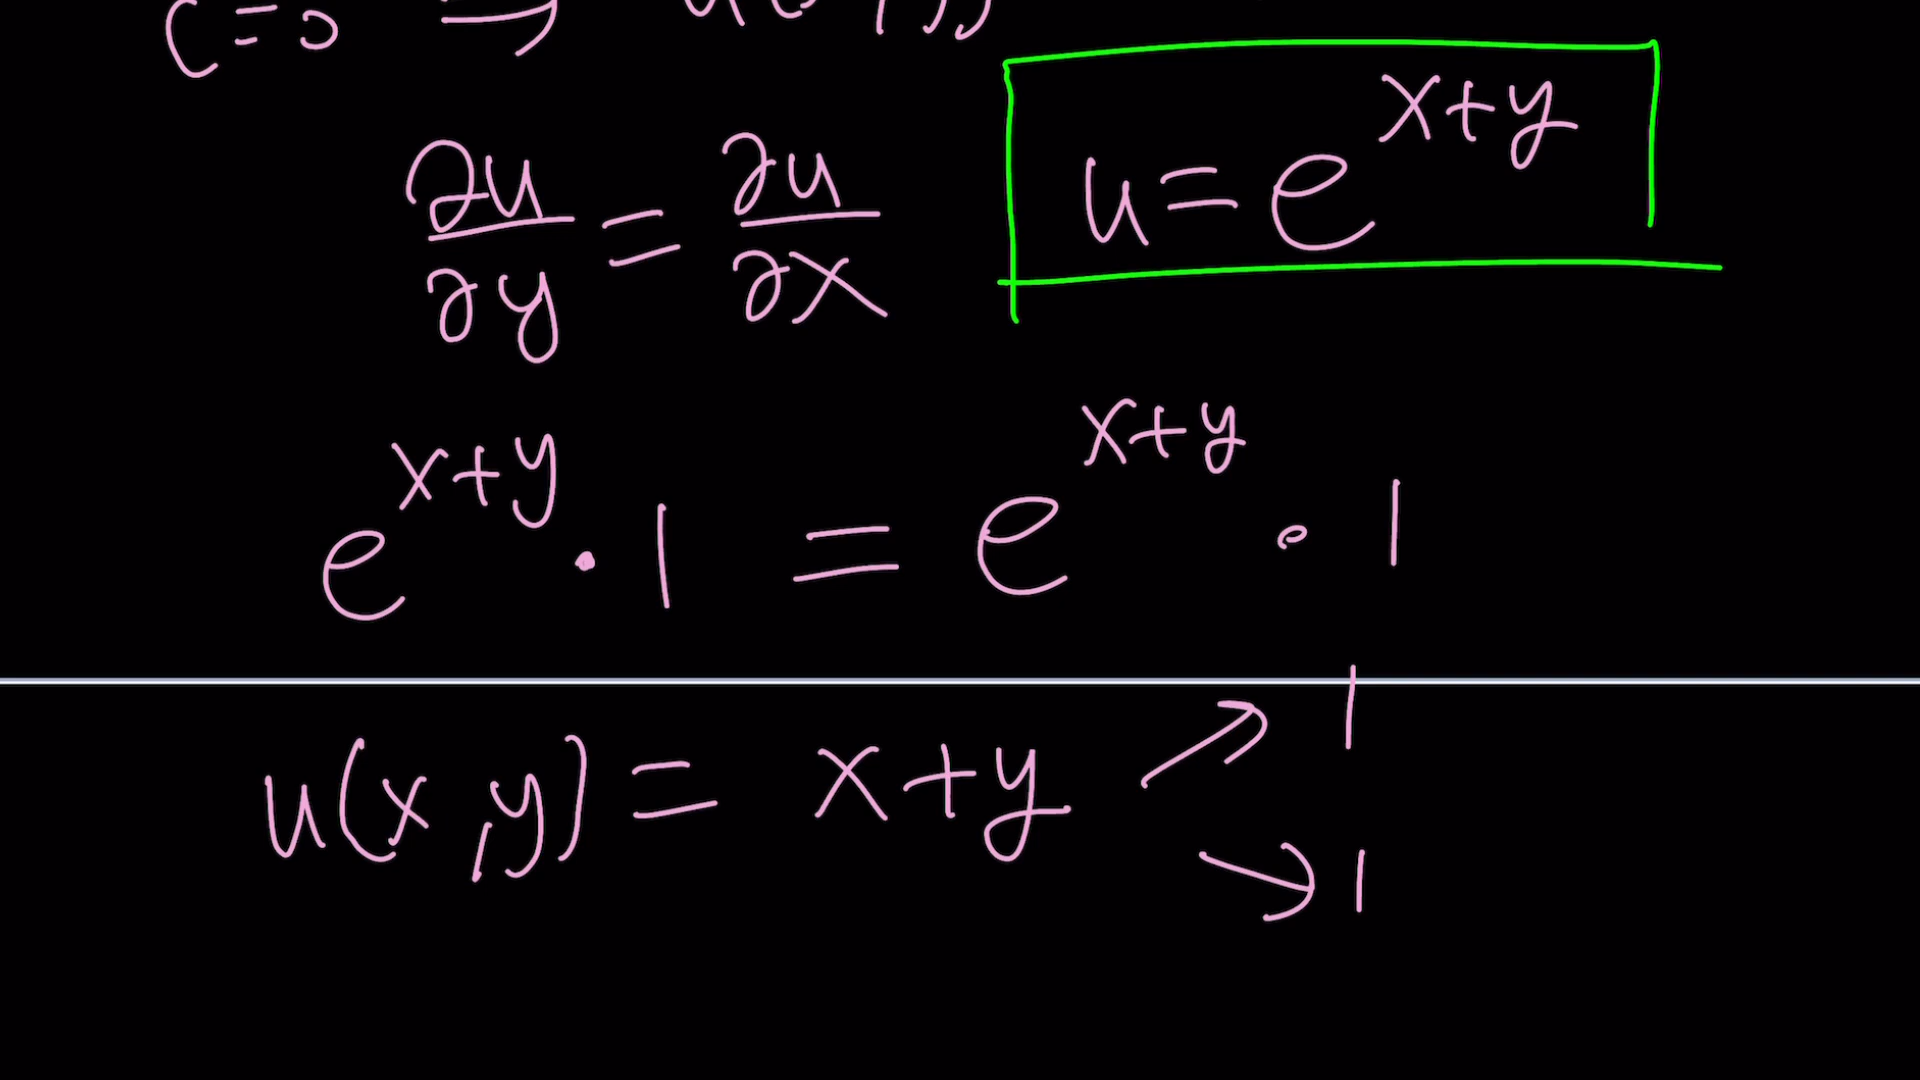 ∂u/∂y = ∂u/∂x
u = e^{x+y}
e^{x+y} · 1 = e^{x+y} · 1
u(x,y) = x+y ↗ 1
→ 1